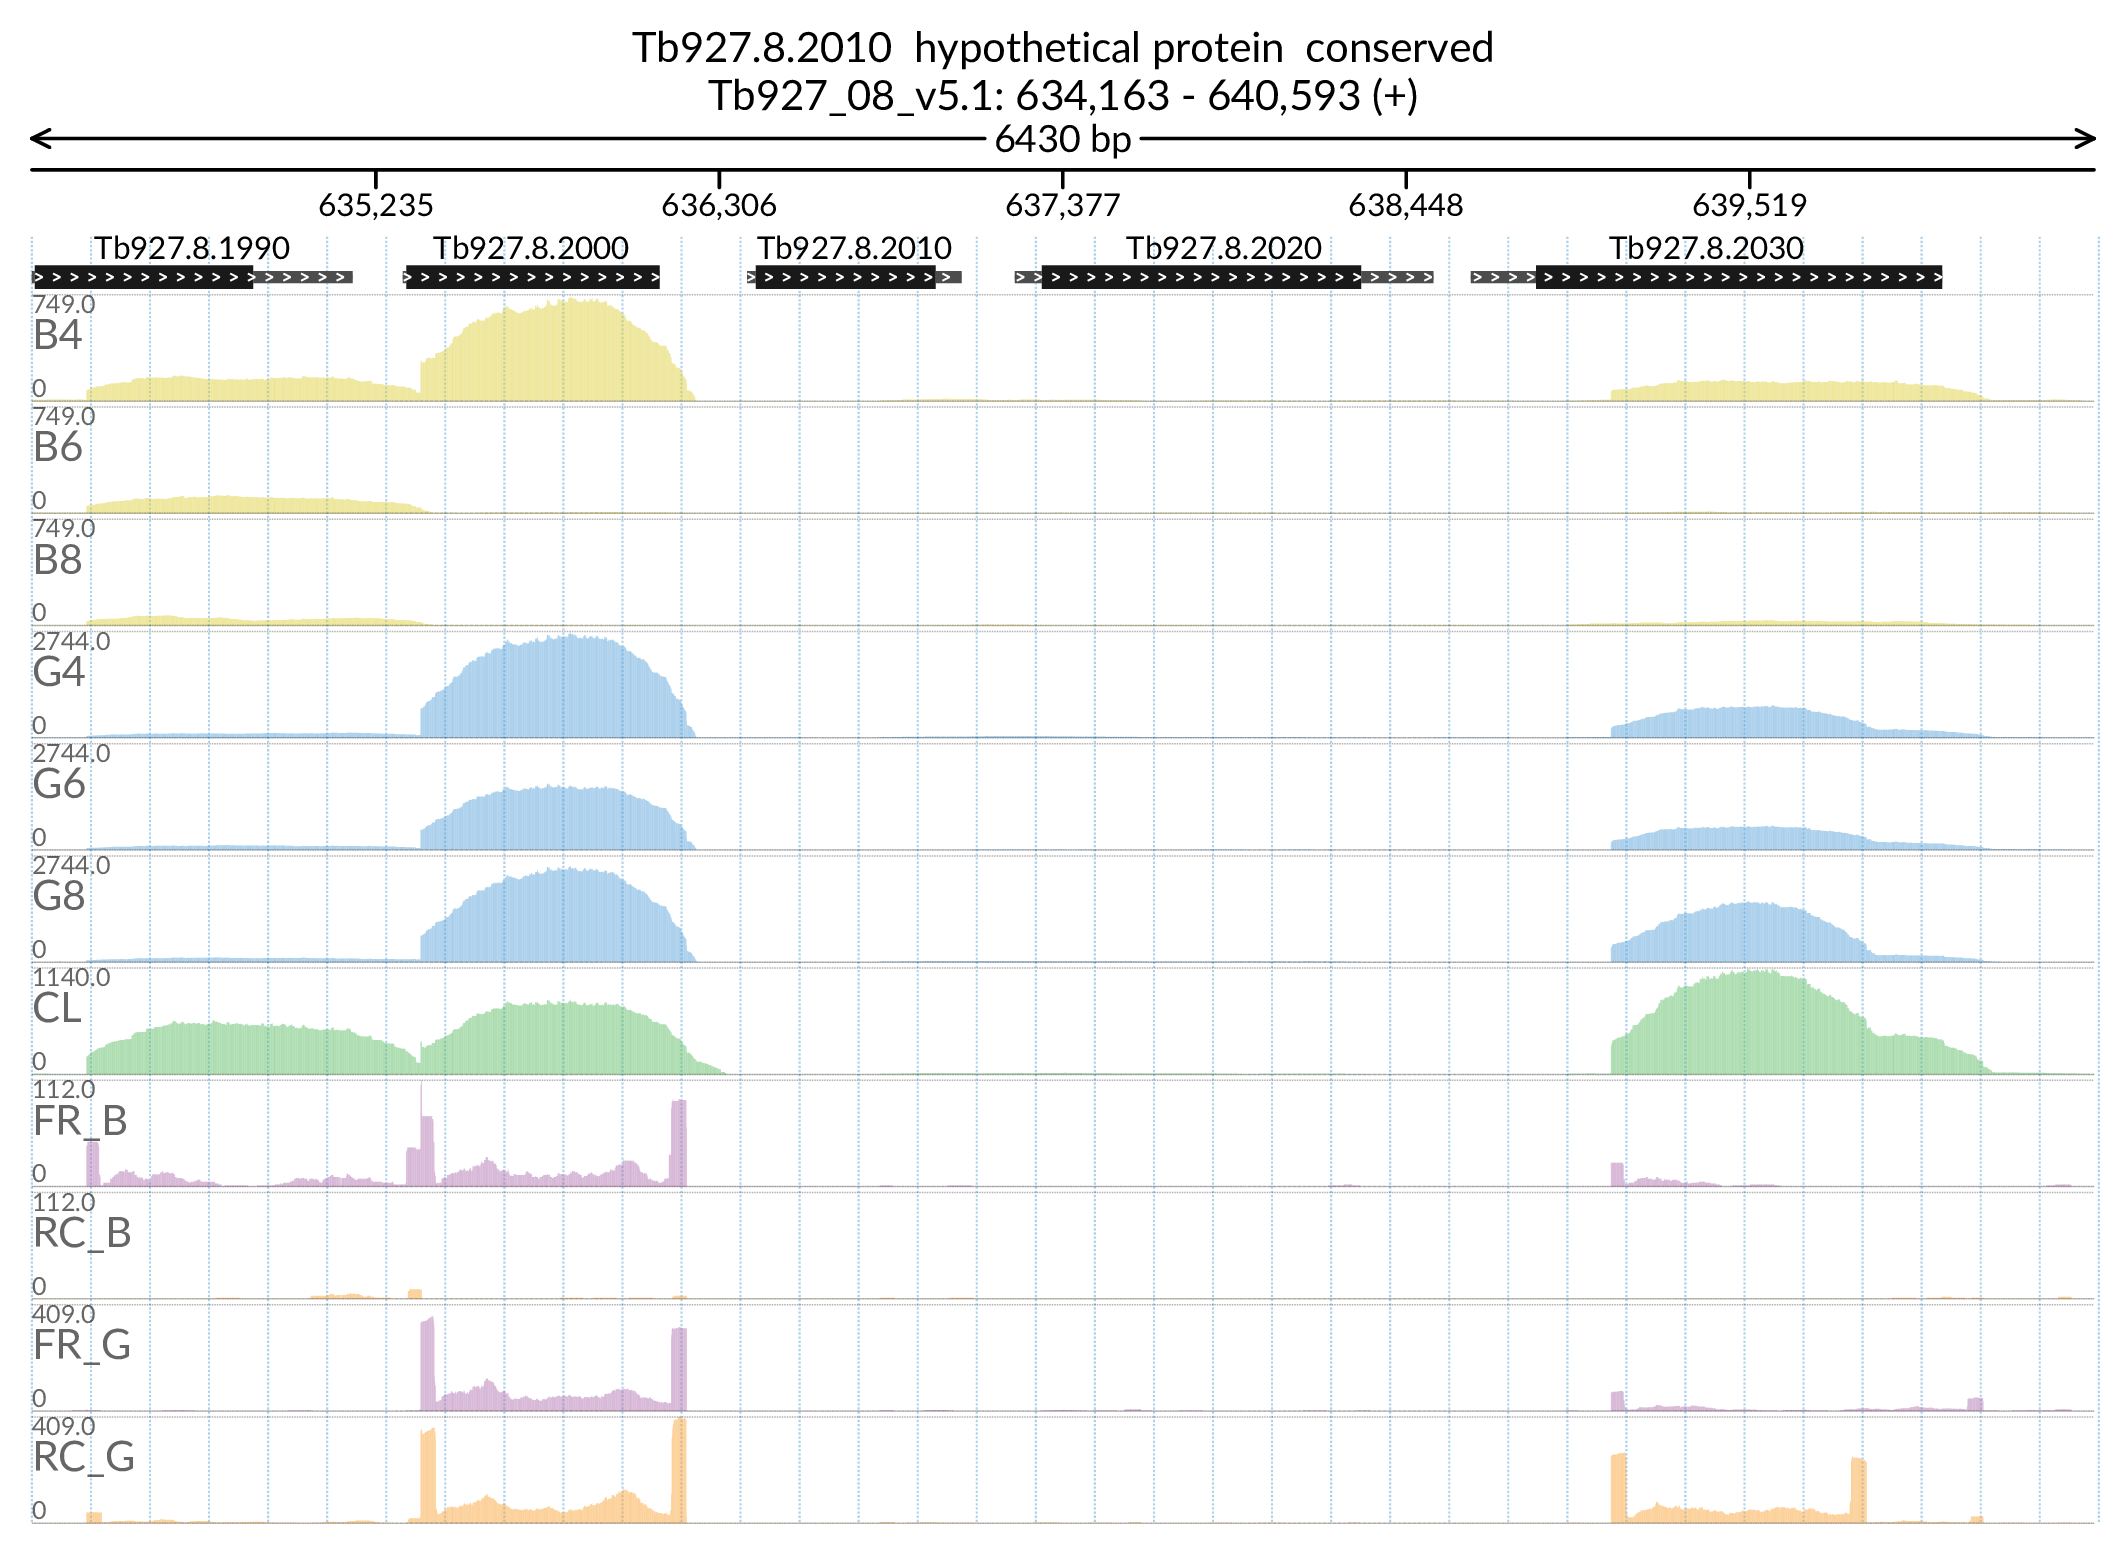 Tb927.8.2010  hypothetical protein  conserved
Tb927_08_v5.1: 634,163 - 640,593 (+)
6430 bp
635,235 636,306 637,377 638,448 639,519
Tb927.8.1990 Tb927.8.2000 Tb927.8.2010 Tb927.8.2020 Tb927.8.2030
749.0
B4
0
749.0
B6
0
749.0
B8
0
2744.0
G4
0
2744.0
G6
0
2744.0
G8
0
1140.0
CL
0
112.0
FR_B
0
112.0
RC_B
0
409.0
FR_G
0
409.0
RC_G
0